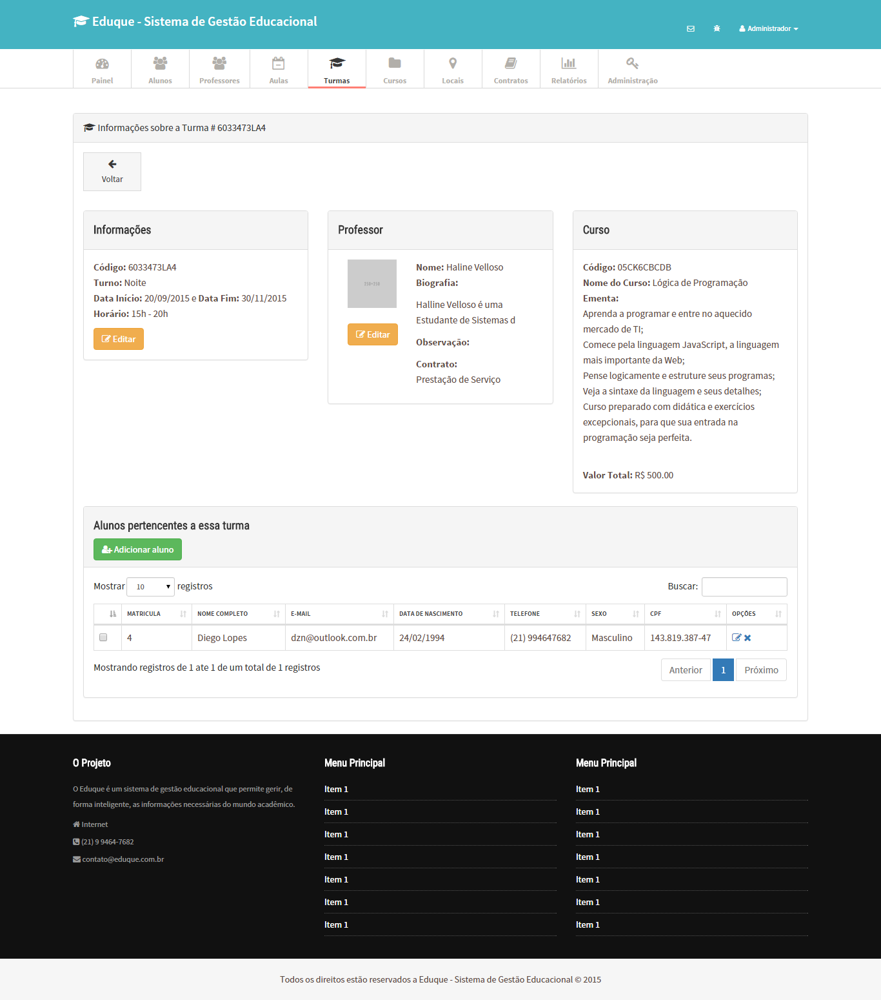 Eduque - Sistema de Gestão Educacional
Administrador
Painel
Alunos
Professores
Aulas
Turmas
Cursos
Locais
Contratos
Relatórios
Administração
Informações sobre a Turma # 6033473LA4
Voltar
Informações
Código: 6033473LA4
Turno: Noite
Data Início: 20/09/2015 e Data Fim: 30/11/2015
Horário: 15h - 20h
Editar
Professor
250×250
Editar
Nome: Haline Velloso
Biografia:
Halline Velloso é uma
Estudante de Sistemas d
Observação:
Contrato:
Prestação de Serviço
Curso
Código: 05CK6CBCDB
Nome do Curso: Lógica de Programação
Ementa:
Aprenda a programar e entre no aquecido
mercado de TI;
Comece pela linguagem JavaScript, a linguagem
mais importante da Web;
Pense logicamente e estruture seus programas;
Veja a sintaxe da linguagem e seus detalhes;
Curso preparado com didática e exercícios
excepcionais, para que sua entrada na
programação seja perfeita.
Valor Total: R$ 500.00
Alunos pertencentes a essa turma
Adicionar aluno
Mostrar 10 registros
Buscar:
MATRICULA NOME COMPLETO E-MAIL DATA DE NASCIMENTO TELEFONE SEXO CPF OPÇÕES
4 Diego Lopes dzn@outlook.com.br 24/02/1994 (21) 994647682 Masculino 143.819.387-47
Mostrando registros de 1 ate 1 de um total de 1 registros
Anterior 1 Próximo
O Projeto
O Eduque é um sistema de gestão educacional que permite gerir, de
forma inteligente, as informações necessárias do mundo acadêmico.
Internet
(21) 9 9464-7682
contato@eduque.com.br
Menu Principal
Item 1
Item 1
Item 1
Item 1
Item 1
Item 1
Item 1
Menu Principal
Item 1
Item 1
Item 1
Item 1
Item 1
Item 1
Item 1
Todos os direitos estão reservados a Eduque - Sistema de Gestão Educacional © 2015